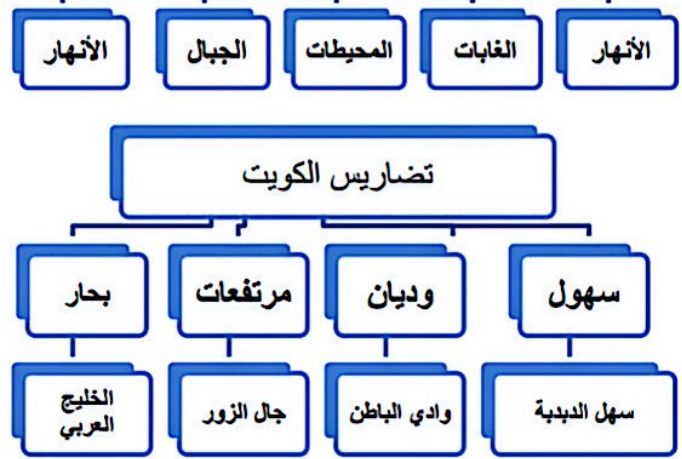 الأنهار
الغابات
المحيطات
الجبال
الأنهار
تضاريس الكويت
سهول
وديان
مرتفعات
بحار
سهل الدبدبة
وادي الباطن
جال الزور
الخليج
العربي